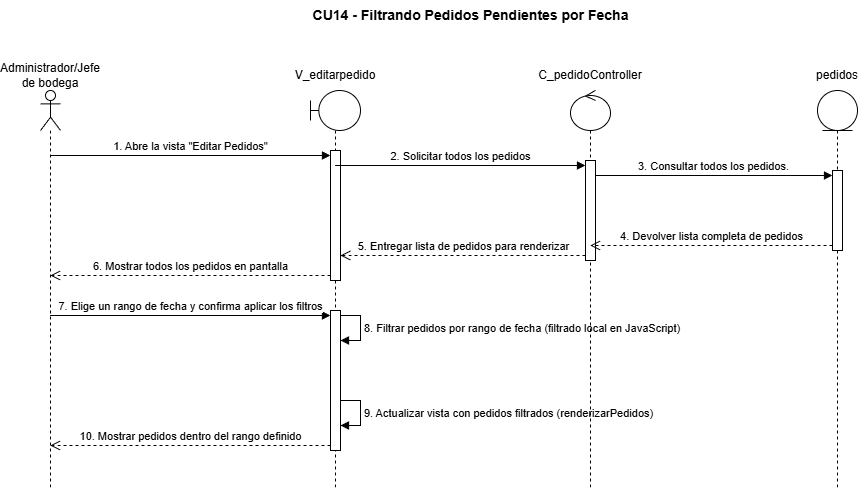 CU14 - Filtrando Pedidos Pendientes por Fecha
Administrador/Jefe
de bodega
V_editarpedido
C_pedidoController
pedidos
1. Abre la vista "Editar Pedidos"
2. Solicitar todos los pedidos
3. Consultar todos los pedidos.
4. Devolver lista completa de pedidos
5. Entregar lista de pedidos para renderizar
6. Mostrar todos los pedidos en pantalla
7. Elige un rango de fecha y confirma aplicar los filtros
8. Filtrar pedidos por rango de fecha (filtrado local en JavaScript)
9. Actualizar vista con pedidos filtrados (renderizarPedidos)
10. Mostrar pedidos dentro del rango definido